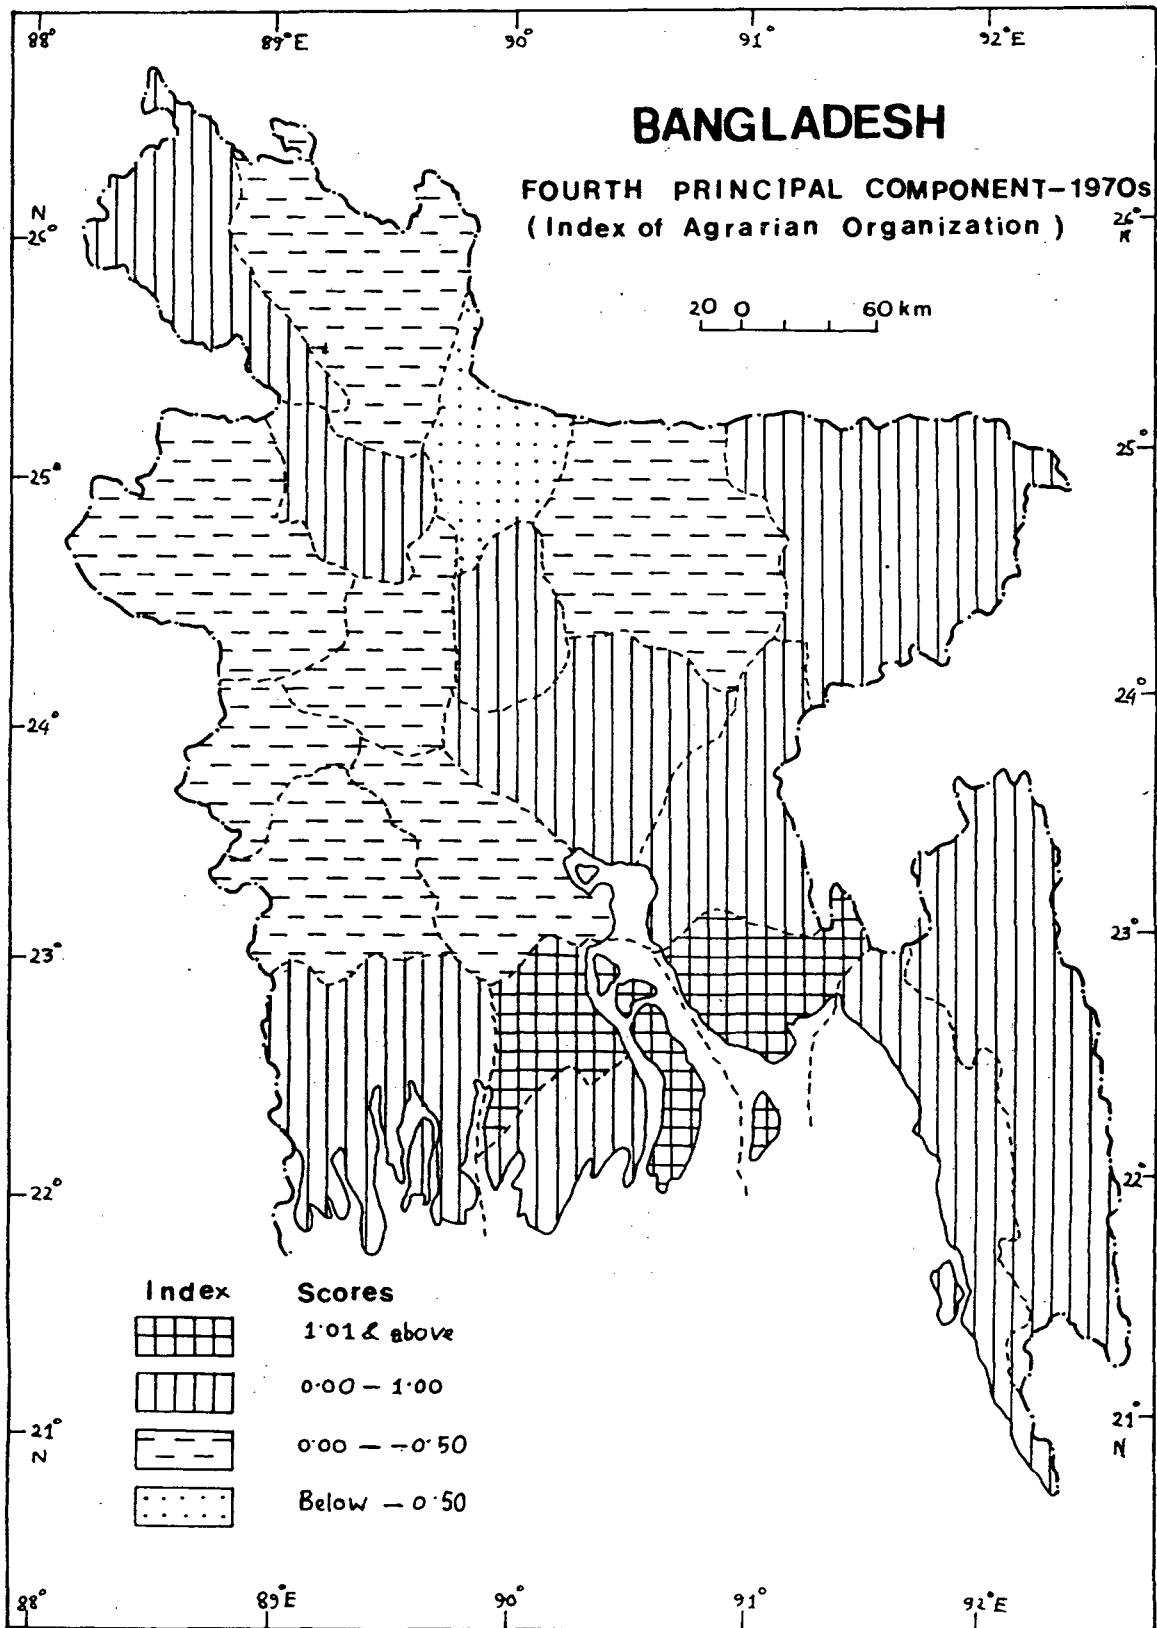 88° 89°E 90° 91° 92°E
BANGLADESH
FOURTH PRINCIPAL COMPONENT-1970s
(Index of Agrarian Organization)
N
26°
26°
N
20 0 60 km
25°
25°
24°
24°
23°
23°
22°
22°
Index Scores
1·01 & above
0·00 — 1·00
0·00 — -0·50
Below — 0·50
21°
N
21°
N
88° 89°E 90° 91° 92°E